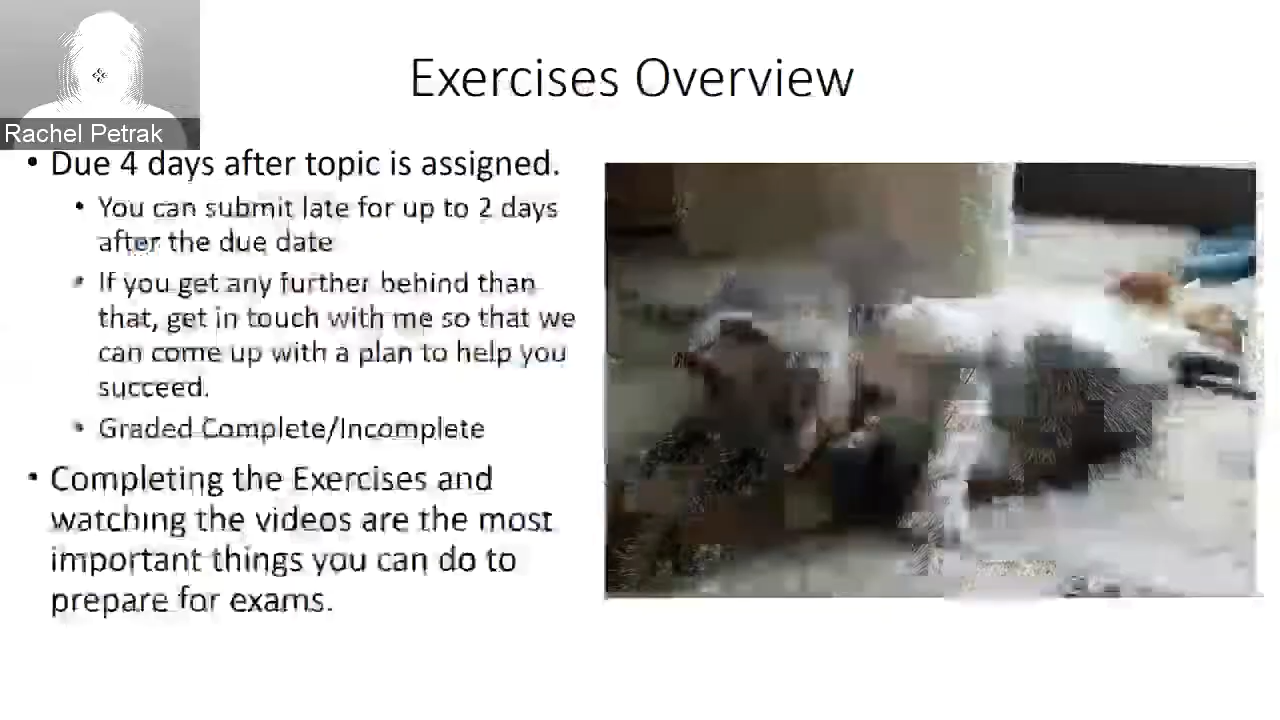 Exercises Overview
Rachel Petrak
• Due 4 days after topic is assigned.
• You can submit late for up to 2 days
after the due date
• If you get any further behind than
that, get in touch with me so that we
can come up with a plan to help you
succeed.
• Graded Complete/Incomplete
• Completing the Exercises and
watching the videos are the most
important things you can do to
prepare for exams.